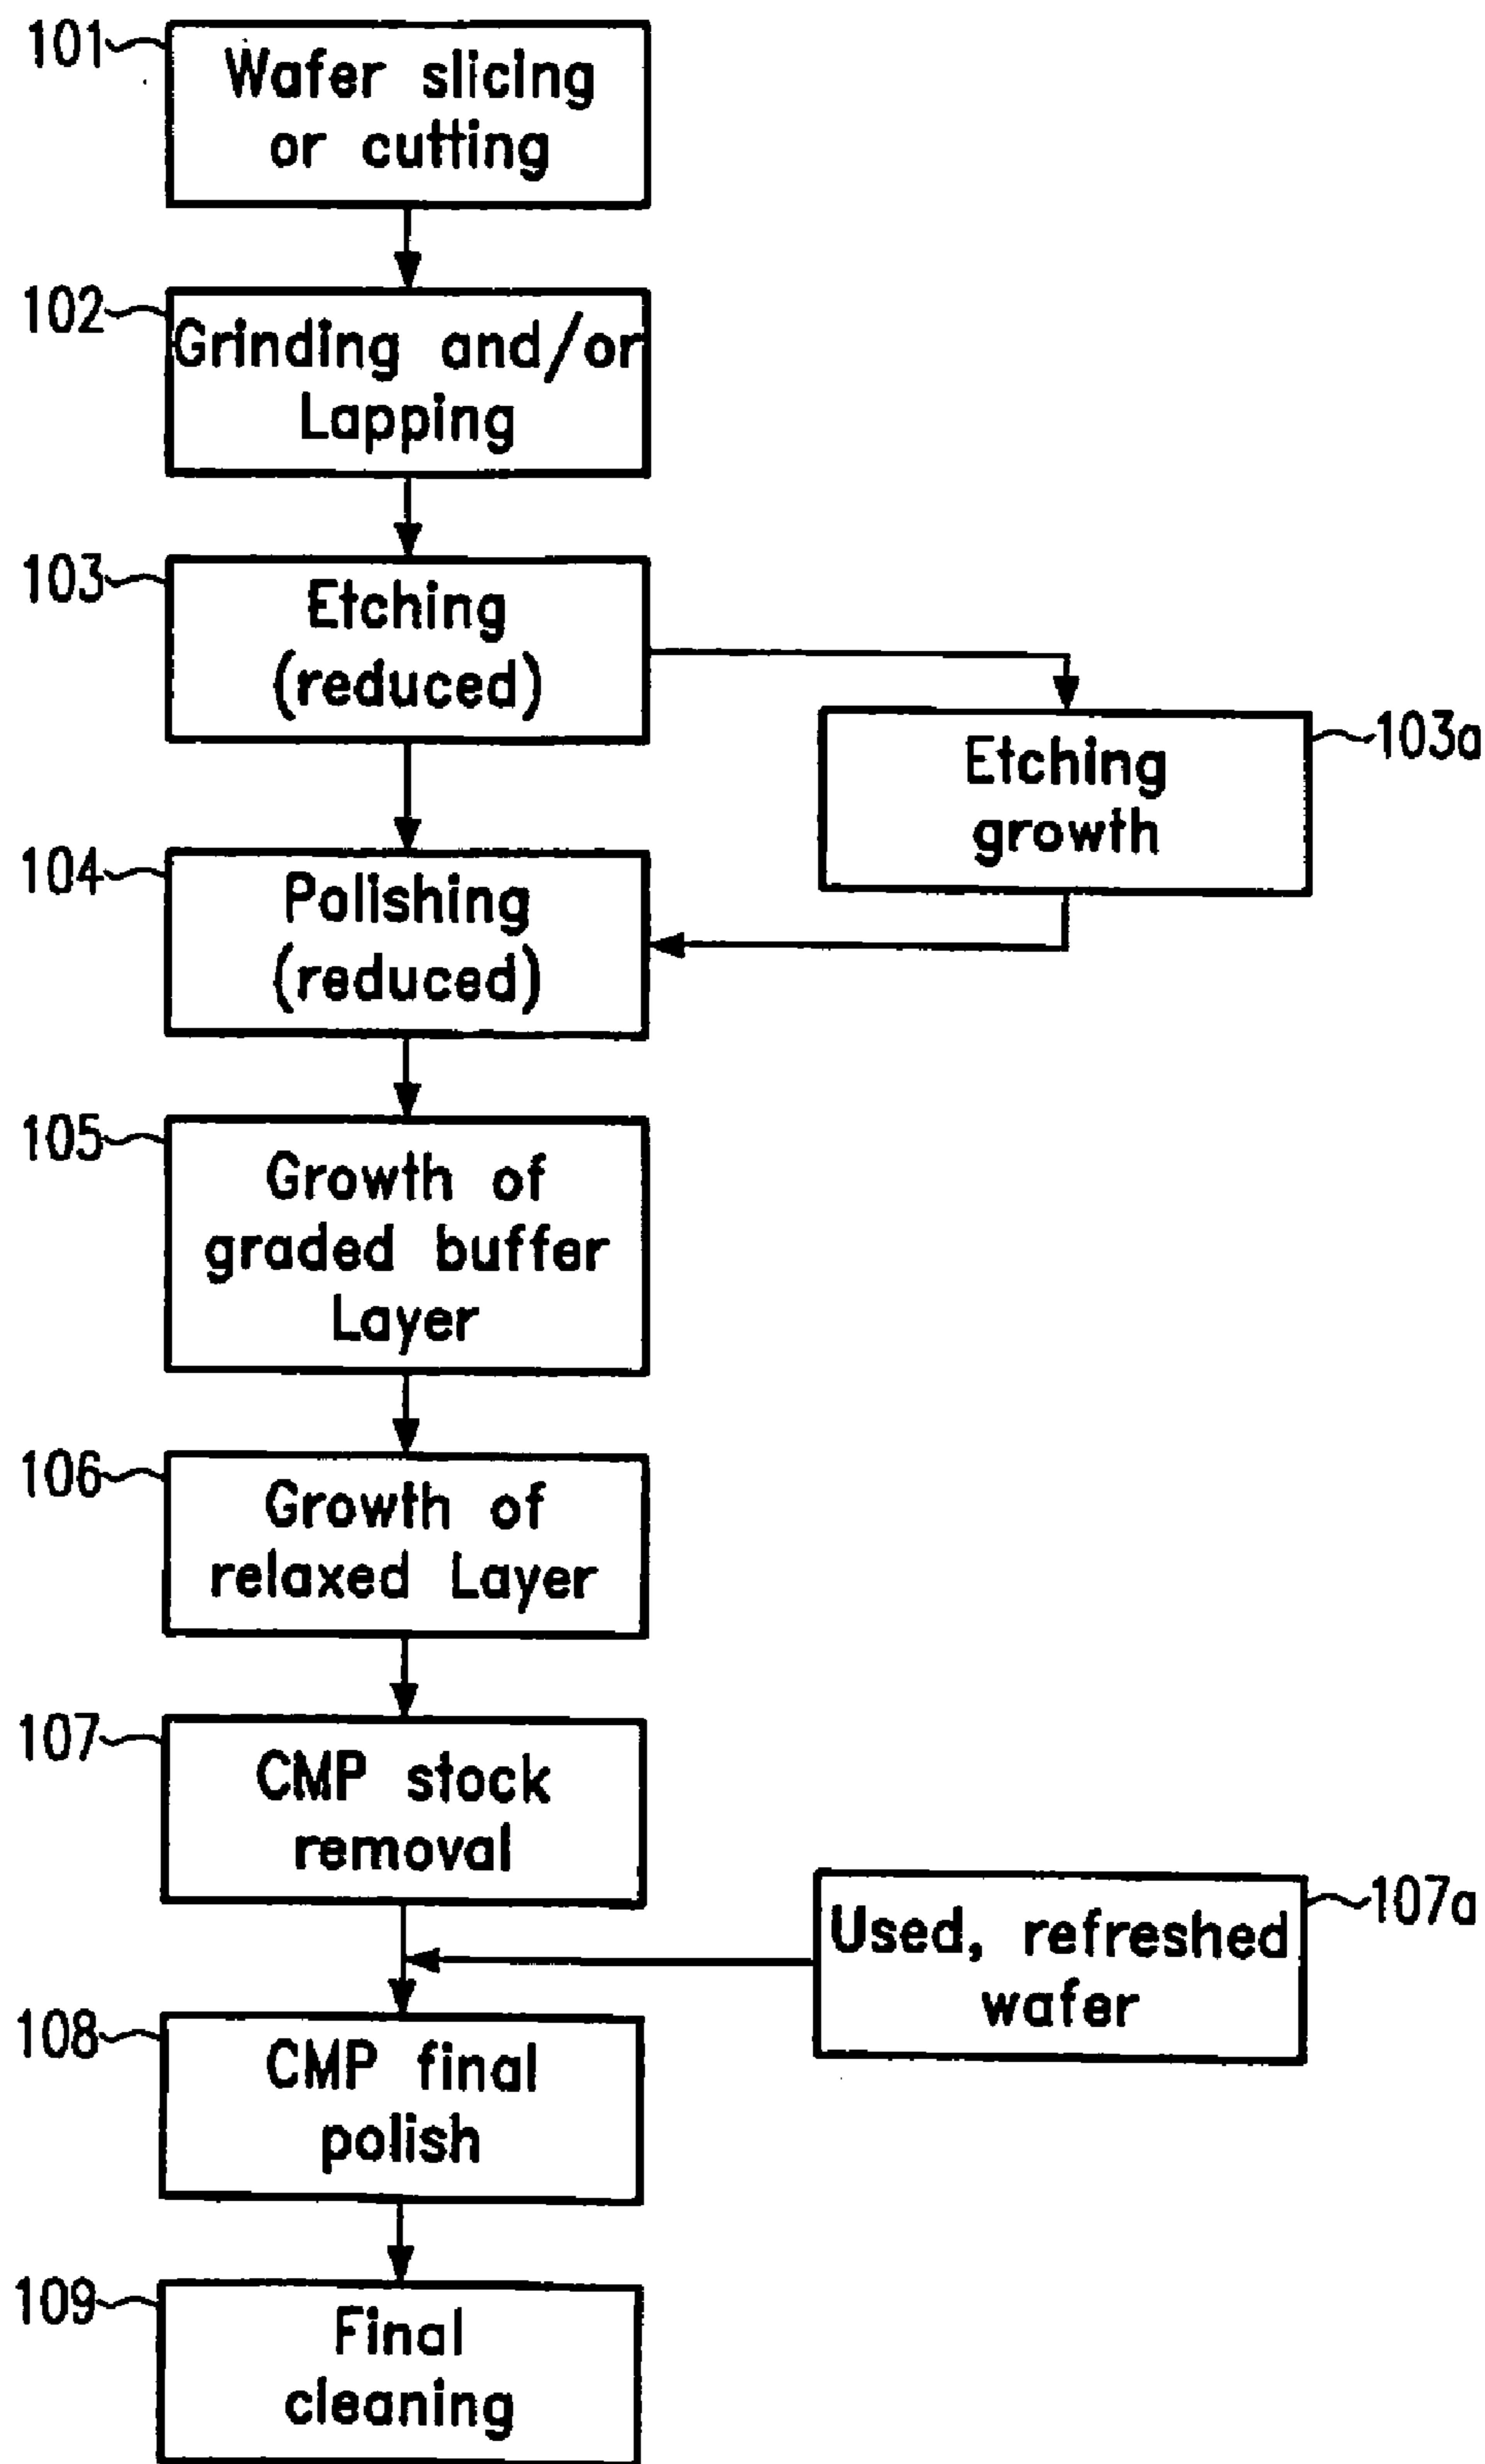 101
Wafer slicing
or cutting
102
Grinding and/or
Lapping
103
Etching
(reduced)
103a
Etching
growth
104
Polishing
(reduced)
105
Growth of
graded buffer
Layer
106
Growth of
relaxed Layer
107
CMP stock
removal
107a
Used, refreshed
wafer
108
CMP final
polish
109
Final
cleaning